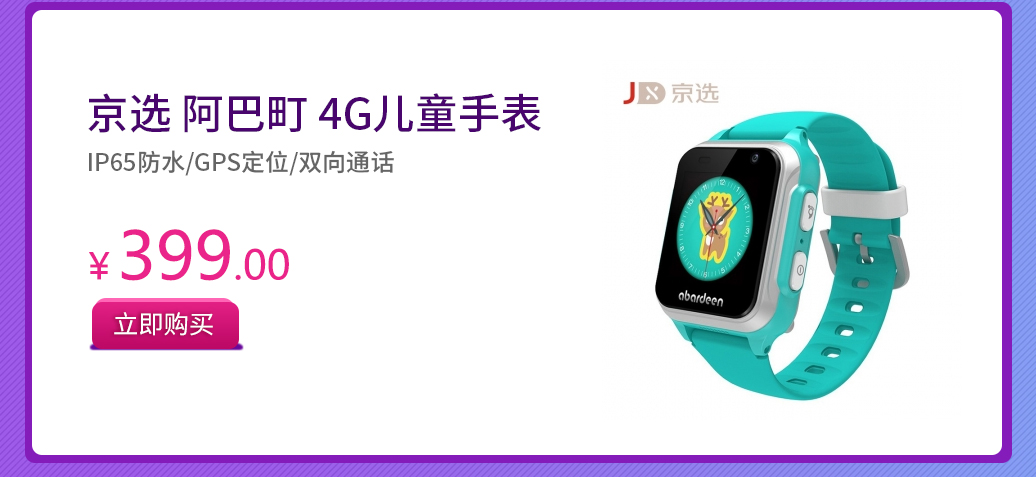 京选 阿巴町 4G儿童手表
IP65防水/GPS定位/双向通话
¥399.00
立即购买
JX 京选
abardeen